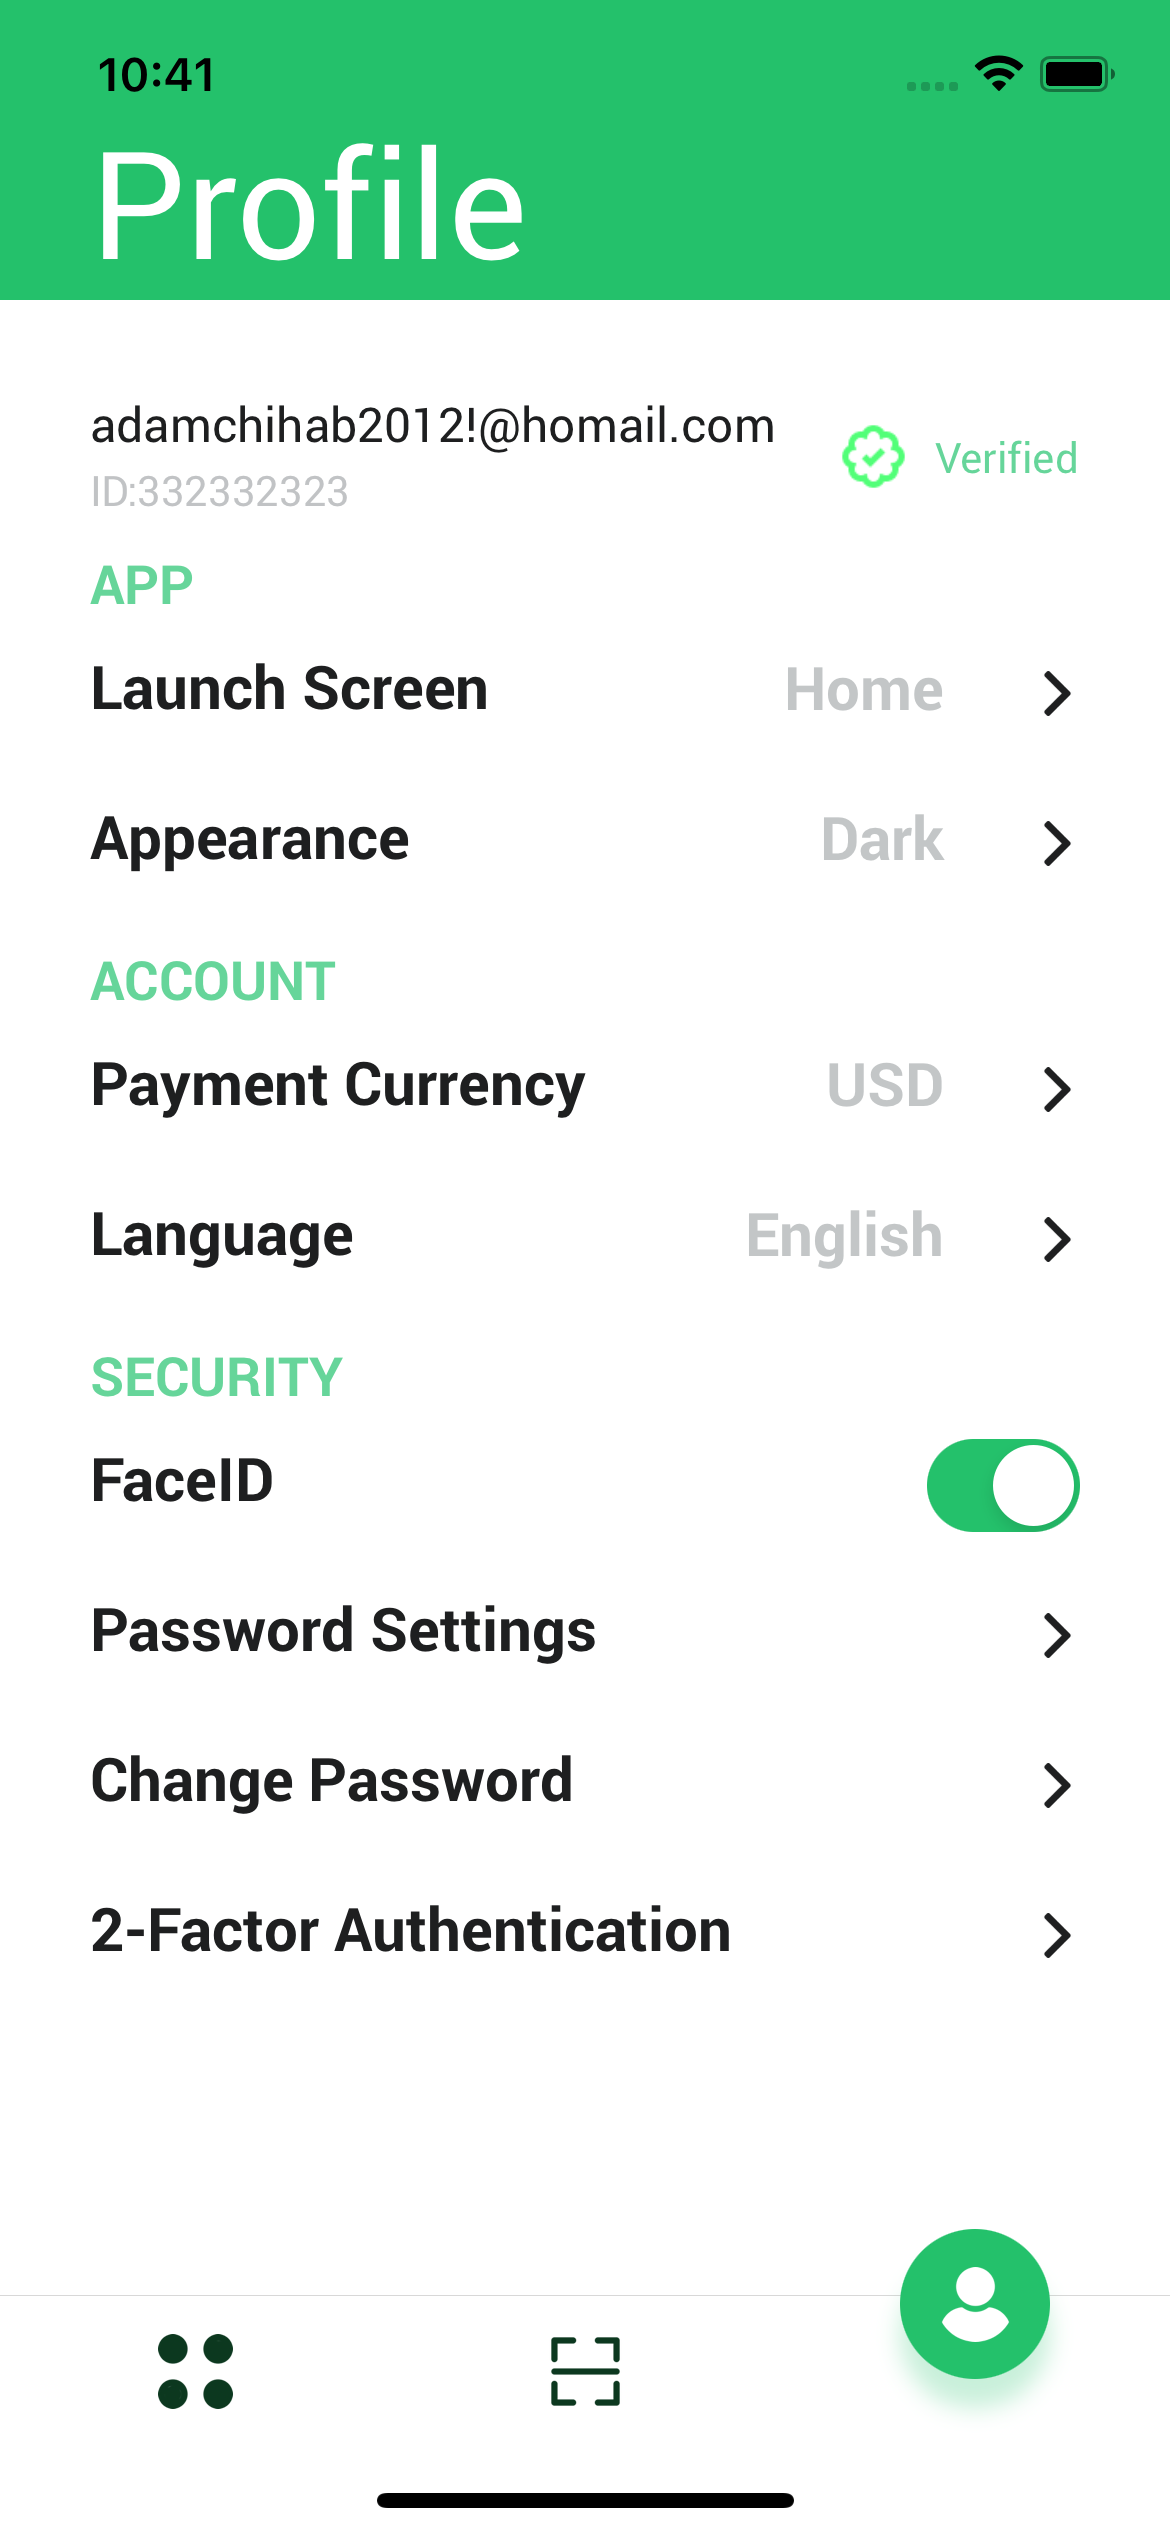 10:41
Profile
adamchihab2012!@homail.com
Verified
ID:332332323
APP
Launch Screen Home
Appearance Dark
ACCOUNT
Payment Currency USD
Language English
SECURITY
FaceID
Password Settings
Change Password
2-Factor Authentication